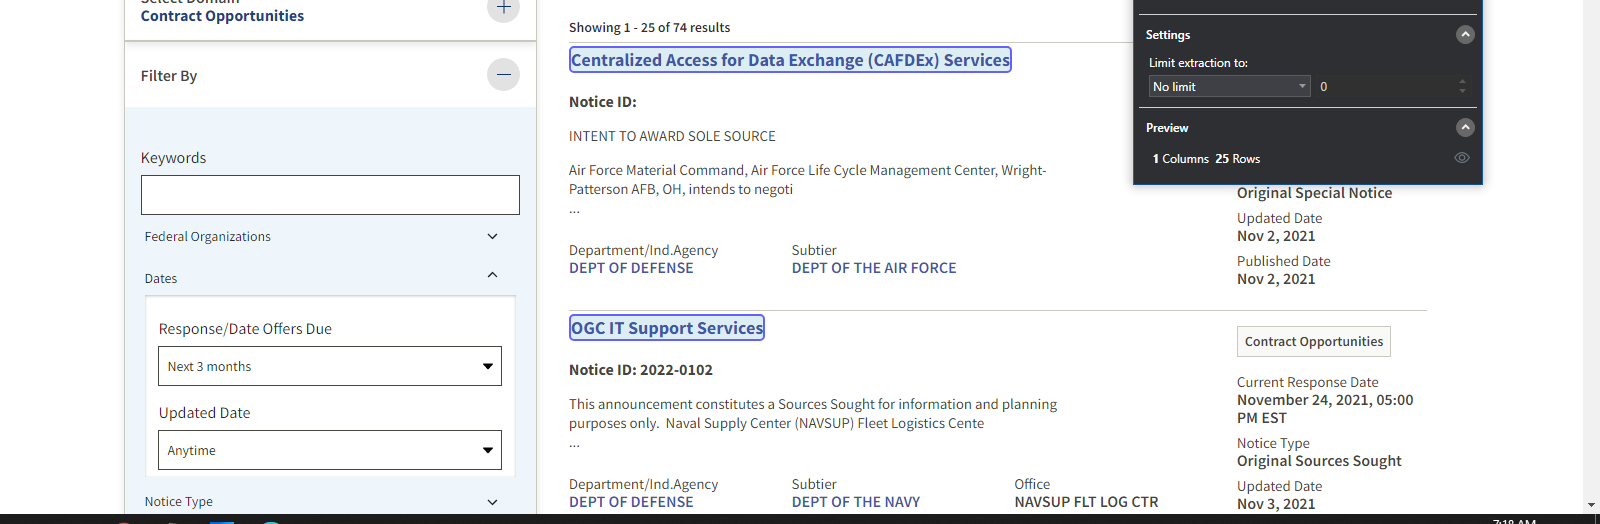 Select Domain
Contract Opportunities
Filter By
Keywords
Federal Organizations
Dates
Response/Date Offers Due
Next 3 months
Updated Date
Anytime
Notice Type
Showing 1 - 25 of 74 results
Centralized Access for Data Exchange (CAFDEx) Services
Notice ID:
INTENT TO AWARD SOLE SOURCE
Air Force Material Command, Air Force Life Cycle Management Center, Wright-
Patterson AFB, OH, intends to negoti
...
Department/Ind.Agency
DEPT OF DEFENSE
Subtier
DEPT OF THE AIR FORCE
Original Special Notice
Updated Date
Nov 2, 2021
Published Date
Nov 2, 2021
OGC IT Support Services
Notice ID: 2022-0102
This announcement constitutes a Sources Sought for information and planning
purposes only.  Naval Supply Center (NAVSUP) Fleet Logistics Cente
...
Department/Ind.Agency
DEPT OF DEFENSE
Subtier
DEPT OF THE NAVY
Office
NAVSUP FLT LOG CTR
Contract Opportunities
Current Response Date
November 24, 2021, 05:00
PM EST
Notice Type
Original Sources Sought
Updated Date
Nov 3, 2021
Settings
Limit extraction to:
No limit
0
Preview
1 Columns 25 Rows
7:18 AM